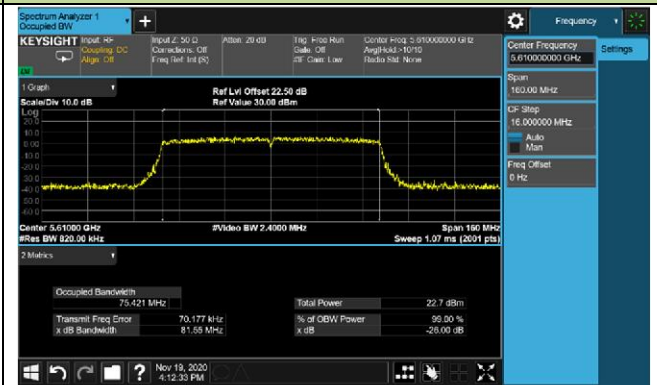 Spectrum Analyzer 1
Occupied BW
+
Frequency
KEYSIGHT Input: RF
Coupling: DC
Align: Off
Input Z: 50 Ω
Corrections: Off
Freq Ref: Int (S)
Atten: 20 dB
Trig: Free Run
Gate: Off
#IF Gain: Low
Center Freq: 5.610000000 GHz
Avg|Hold:>10/10
Radio Std: None
Center Frequency
5.610000000 GHz
Settings
Span
160.00 MHz
CF Step
16.000000 MHz
Auto
Man
Freq Offset
0 Hz
1 Graph
Scale/Div 10.0 dB
Ref Lvl Offset 22.50 dB
Ref Value 30.00 dBm
Log
20.0
10.0
0.00
-10.0
-20.0
-30.0
-40.0
-50.0
-60.0
Center 5.61000 GHz
#Res BW 820.00 kHz
#Video BW 2.4000 MHz
Span 160 MHz
Sweep 1.07 ms (2001 pts)
2 Metrics
Occupied Bandwidth
75.421 MHz
Total Power 22.7 dBm
Transmit Freq Error 70.177 kHz
% of OBW Power 99.00 %
x dB Bandwidth 81.55 MHz
x dB -26.00 dB
?
Nov 19, 2020
4:12:33 PM